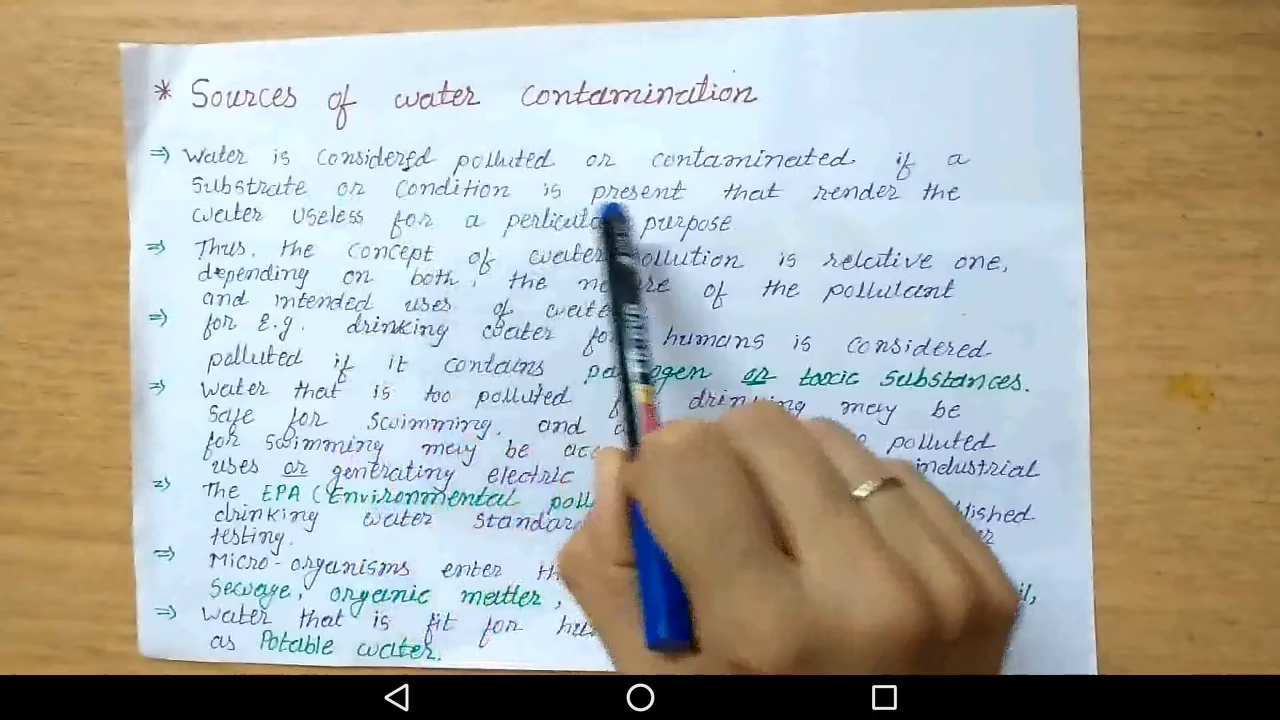 * Sources of water contamination
⇒ Water is considered polluted or contaminated if a
substrate or condition is present that render the
water useless for a perticular purpose
⇒ Thus, the concept of water pollution is relative one,
depending on both, the nature of the pollutant
and intended uses of water
⇒ for E.g. drinking water for humans is considered
palluted if it contains pathogen or toxic substances.
⇒ Water that is too polluted for drinking may be
safe for swimming, and polluted
for swimming may be industrial
uses or generating electric
⇒ The EPA (Environmental
drinking water
testing.
⇒ Micro-organisms enter
Sewage, organic matter,
⇒ Water that is fit for
as Potable water.